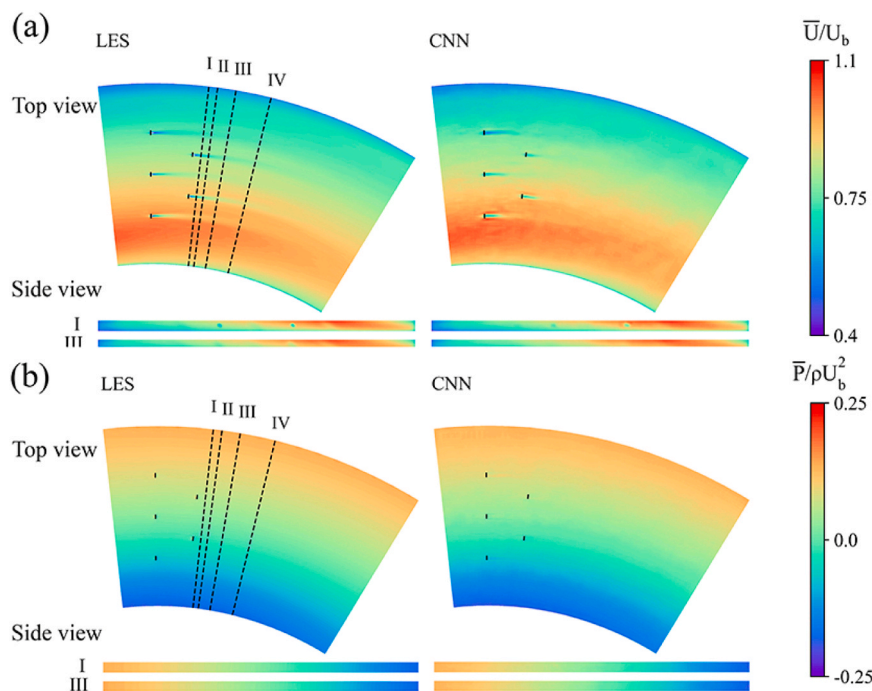 (a)
LES
CNN
U̅/U_b
I II III IV
1.1
Top view
0.75
Side view
I
III
0.4
(b)
LES
CNN
P̅/ρU_b^2
I II III IV
0.25
Top view
0.0
Side view
I
III
-0.25